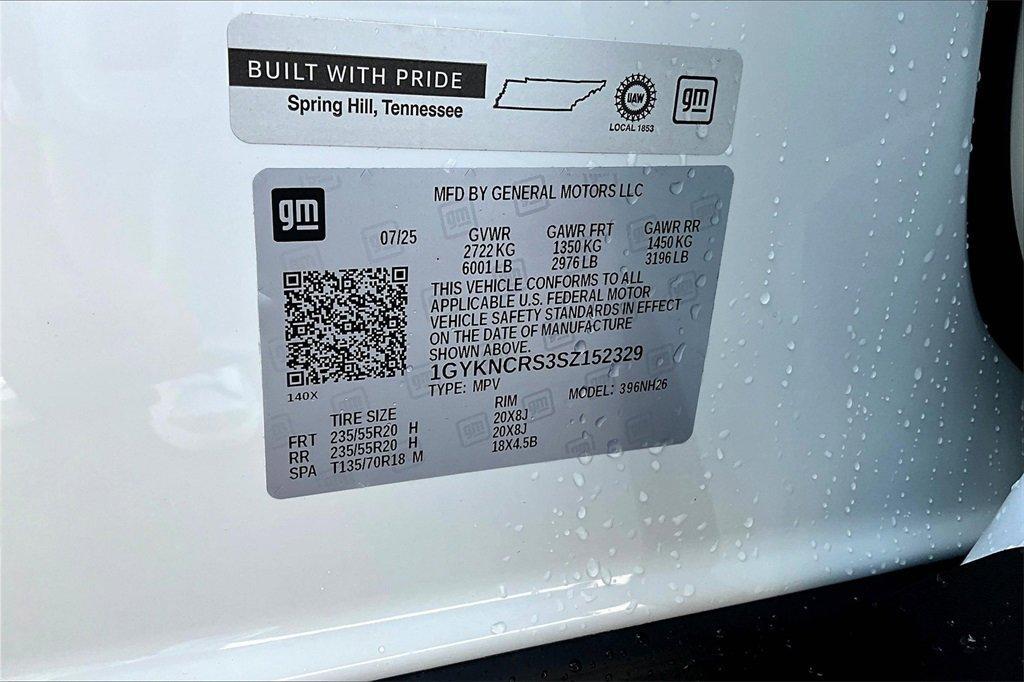 BUILT WITH PRIDE
Spring Hill, Tennessee
UAW
LOCAL 1853
gm
gm
MFD BY GENERAL MOTORS LLC
07/25 GVWR GAWR FRT GAWR RR
2722 KG 1350 KG 1450 KG
6001 LB 2976 LB 3196 LB
THIS VEHICLE CONFORMS TO ALL
APPLICABLE U.S. FEDERAL MOTOR
VEHICLE SAFETY STANDARDS IN EFFECT
ON THE DATE OF MANUFACTURE
SHOWN ABOVE.
1GYKNCRS3SZ152329
TYPE: MPV MODEL: 396NH26
140X
TIRE SIZE RIM
FRT 235/55R20 H 20X8J
RR 235/55R20 H 20X8J
SPA T135/70R18 M 18X4.5B